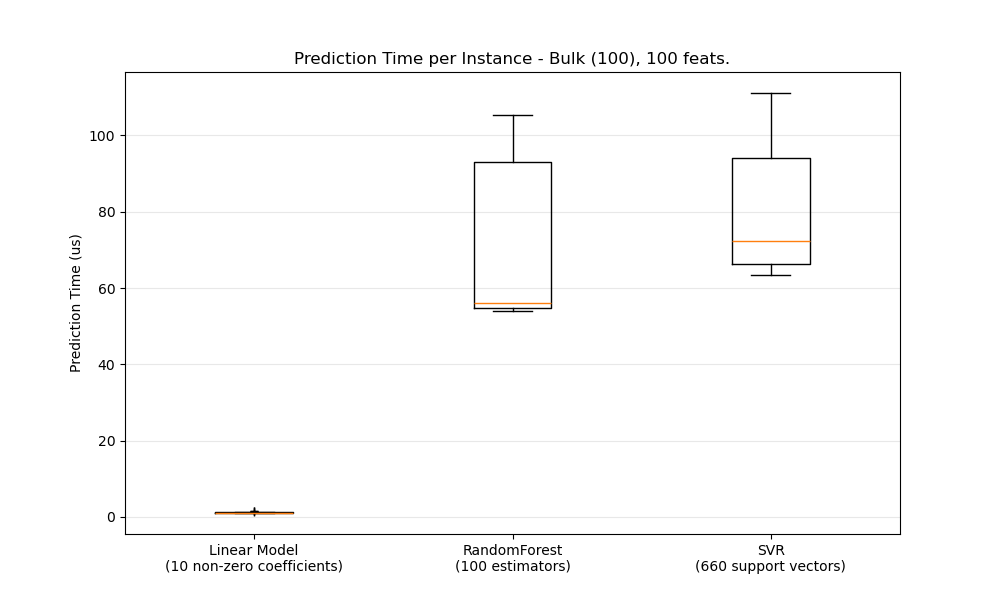 Prediction Time per Instance - Bulk (100), 100 feats.
Prediction Time (us)
100
80
60
40
20
0
Linear Model
(10 non-zero coefficients)
RandomForest
(100 estimators)
SVR
(660 support vectors)